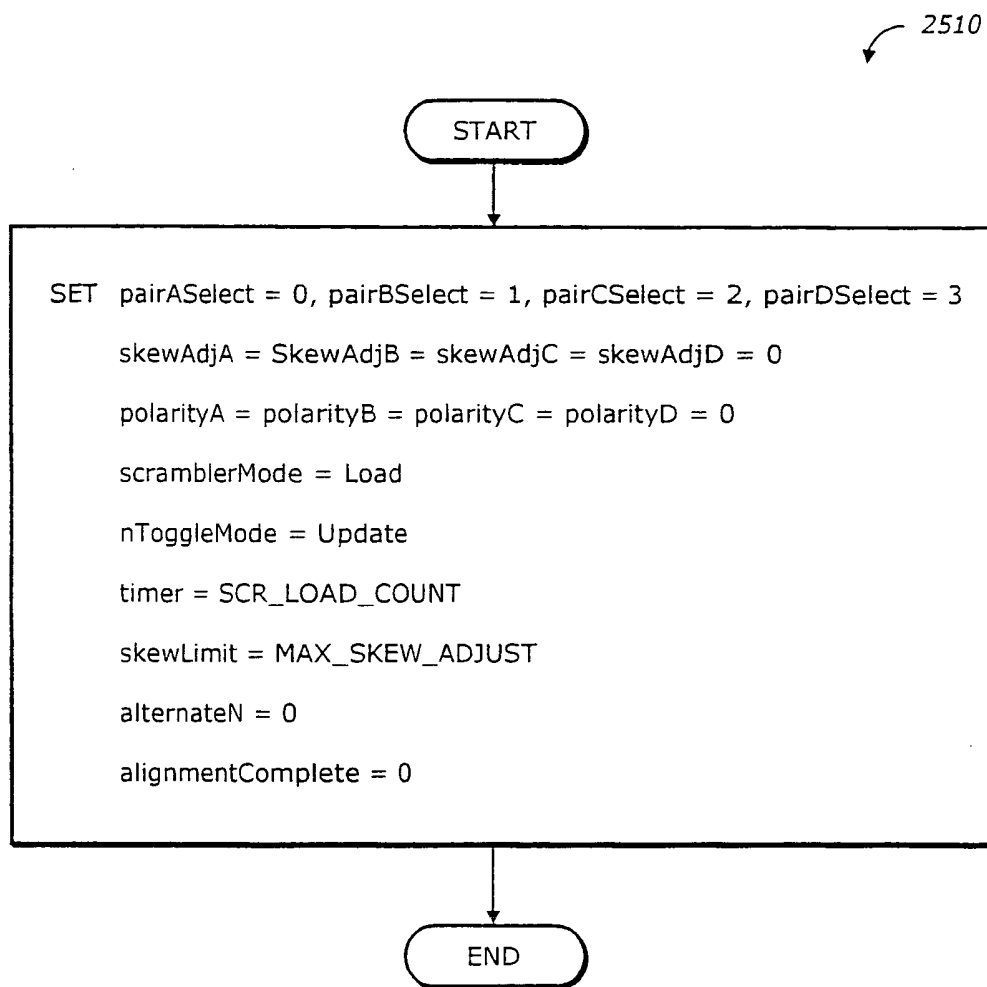 2510
START
SET pairASelect = 0, pairBSelect = 1, pairCSelect = 2, pairDSelect = 3
skewAdjA = SkewAdjB = skewAdjC = skewAdjD = 0
polarityA = polarityB = polarityC = polarityD = 0
scramblerMode = Load
nToggleMode = Update
timer = SCR_LOAD_COUNT
skewLimit = MAX_SKEW_ADJUST
alternateN = 0
alignmentComplete = 0
END